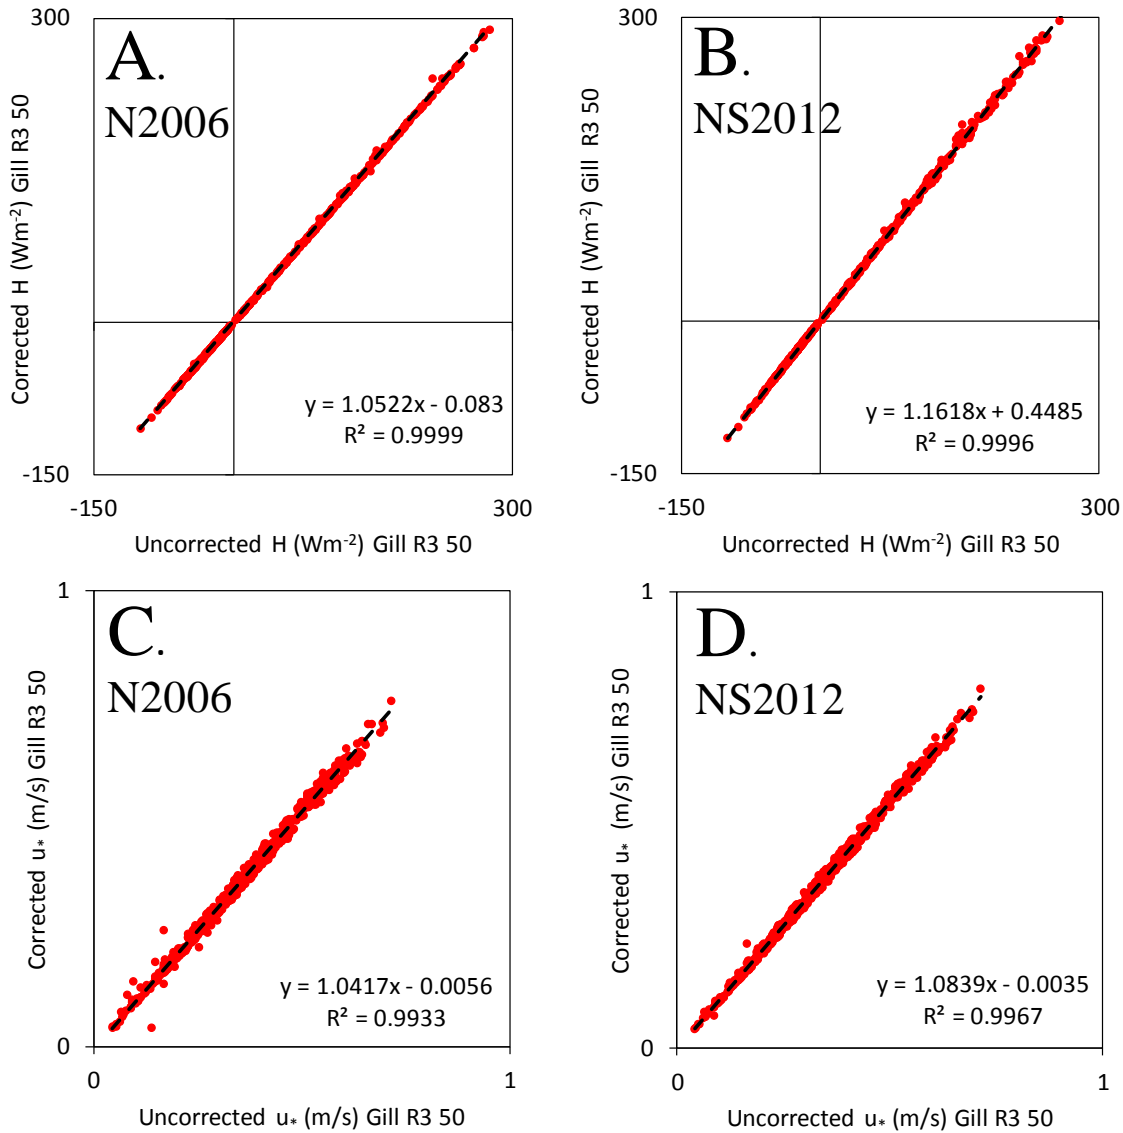 300
A.
N2006
Corrected H (Wm⁻²) Gill R3 50
y = 1.0522x - 0.083
R² = 0.9999
-150
-150
300
Uncorrected H (Wm⁻²) Gill R3 50
300
B.
NS2012
Corrected H (Wm⁻²) Gill R3 50
y = 1.1618x + 0.4485
R² = 0.9996
-150
-150
300
Uncorrected H (Wm⁻²) Gill R3 50
1
C.
N2006
Corrected u* (m/s) Gill R3 50
y = 1.0417x - 0.0056
R² = 0.9933
0
0
1
Uncorrected u* (m/s) Gill R3 50
1
D.
NS2012
Corrected u* (m/s) Gill R3 50
y = 1.0839x - 0.0035
R² = 0.9967
0
0
1
Uncorrected u* (m/s) Gill R3 50